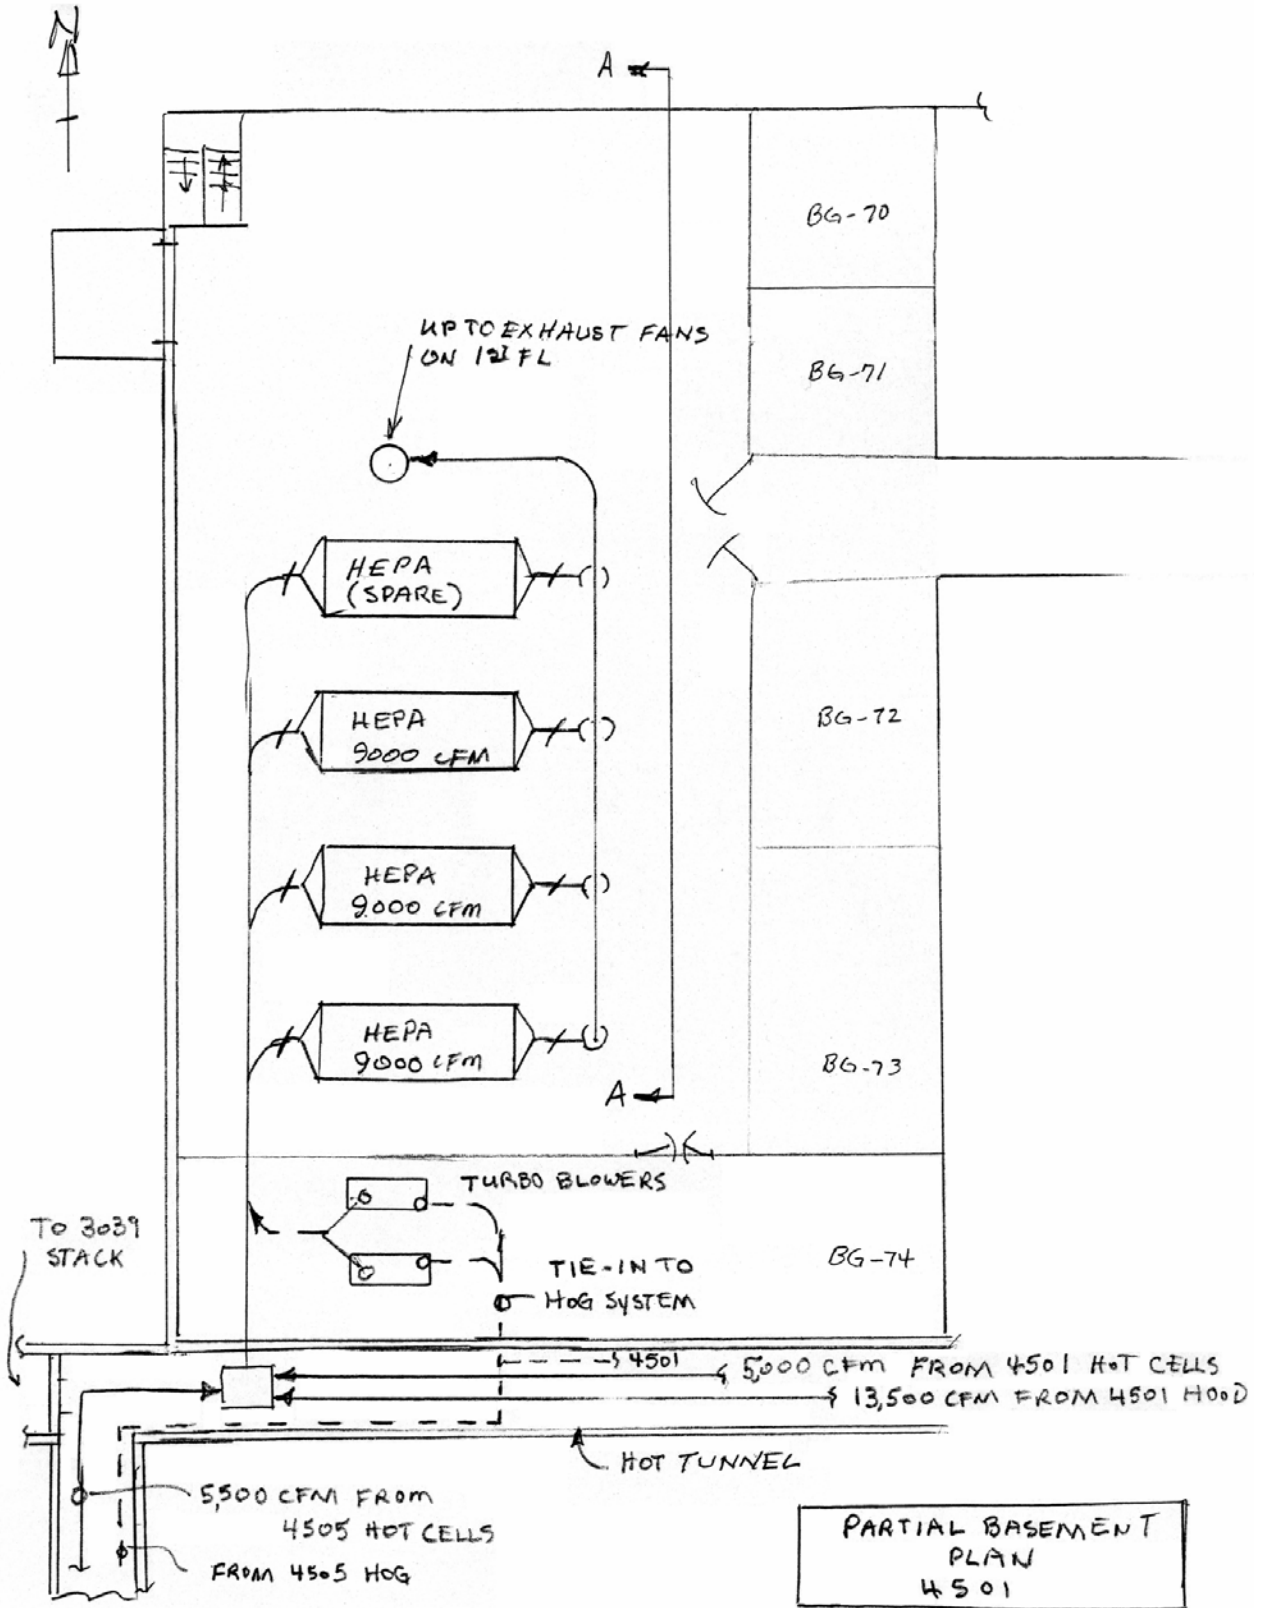 N
A
BG-70
UP TO EXHAUST FANS
ON 1ST FL
BG-71
HEPA
(SPARE)
HEPA
9000 CFM
BG-72
HEPA
9000 CFM
HEPA
9000 CFM
BG-73
A
TURBO BLOWERS
TO 3039
STACK
TIE-IN TO
HOG SYSTEM
BG-74
4501
5,000 CFM FROM 4501 HOT CELLS
13,500 CFM FROM 4501 HOOD
HOT TUNNEL
5,500 CFM FROM
4505 HOT CELLS
FROM 4505 HOG
PARTIAL BASEMENT
PLAN
4501